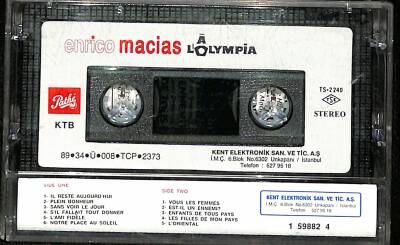 enrico macias À L'OLYMPİA
TS-2240
TSE
STEREO
Pathé
KTB
89•34•Ü•008•TCP•2373
KENT ELEKTRONİK SAN. VE TİC. A.Ş
İ.M.Ç. 6.Blok No.6302 Unkapanı / İstanbul
Telefon : 527 95 18
SIDE ONE
1 - IL RESTE AUJOURD'HUI
2 - PLEIN BONHEUR
3 - SANS VOIR LE JOUR
4 - S'IL FALLAIT TOUT DONNER
5 - L'AMI FIDÈLE
6 - NOTRE PLACE AU SOLEIL
SIDE TWO
1 - VOUS LES FEMMES
2 - EST-IL UN ENNEMI?
3 - ENFANTS DE TOUS PAYS
4 - LES FILLES DE MON PAYS
5 - L'ORIENTAL
KENT ELEKTRONİK SAN. VE TİC. A.Ş.
İ.M.Ç. 6.Blok No.6302 Unkapanı / İstanbul
Telefon : 527 95 18
1 59882 4